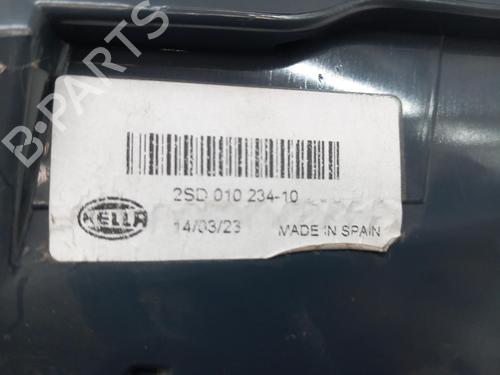 B-PARTS
2SD 010 234-10
HELLA
14/03/23 MADE IN SPAIN